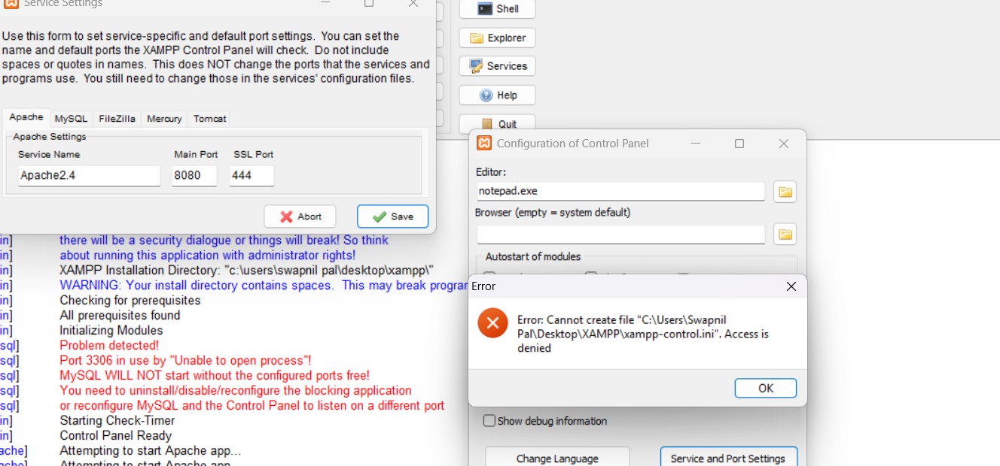 Service Settings
Use this form to set service-specific and default port settings.  You can set the
name and default ports the XAMPP Control Panel will check.  Do not include
spaces or quotes in names.  This does NOT change the ports that the services and
programs use.  You still need to change those in the services' configuration files.
Apache MySQL FileZilla Mercury Tomcat
Apache Settings
Service Name Main Port SSL Port
Apache2.4 8080 444
Abort Save
Shell
Explorer
Services
Help
Quit
Configuration of Control Panel
Editor:
notepad.exe
Browser (empty = system default)
Autostart of modules
Error
Error: Cannot create file "C:\Users\Swapnil
Pal\Desktop\XAMPP\xampp-control.ini". Access is
denied
OK
Show debug information
Change Language Service and Port Settings
in] there will be a security dialogue or things will break! So think
in] about running this application with administrator rights!
in] XAMPP Installation Directory: "c:\users\swapnil pal\desktop\xampp\"
in] WARNING: Your install directory contains spaces.  This may break progra
in] Checking for prerequisites
in] All prerequisites found
in] Initializing Modules
sql] Problem detected!
sql] Port 3306 in use by "Unable to open process"!
sql] MySQL WILL NOT start without the configured ports free!
sql] You need to uninstall/disable/reconfigure the blocking application
sql] or reconfigure MySQL and the Control Panel to listen on a different port
in] Starting Check-Timer
in] Control Panel Ready
ache] Attempting to start Apache app...
ache] Attempting to start Apache app